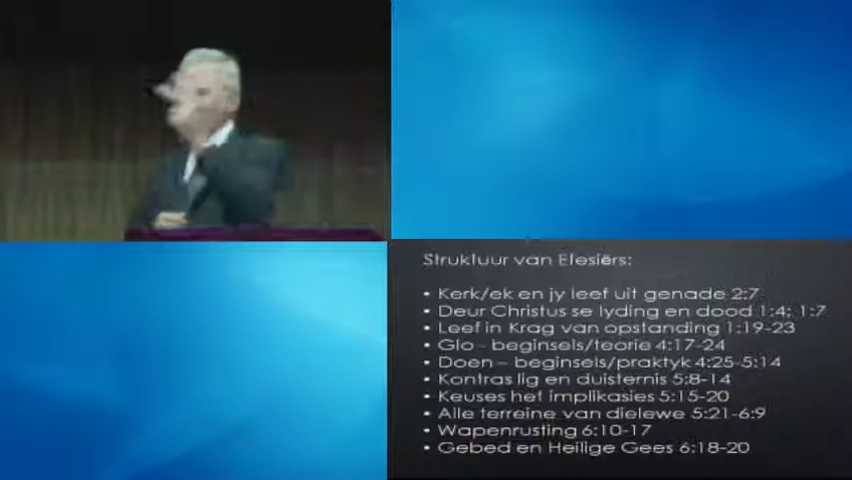 Struktuur van Efesiërs:
• Kerk/ek en jy leef uit genade 2:7
• Deur Christus se lyding en dood 1:4; 1:7
• Leef in Krag van opstanding 1:19-23
• Glo - beginsels/teorie 4:17-24
• Doen – beginsels/praktyk 4:25-5:14
• Kontras lig en duisternis 5:8-14
• Keuses het implikasies 5:15-20
• Alle terreine van dielewe 5:21-6:9
• Wapenrusting 6:10-17
• Gebed en Heilige Gees 6:18-20